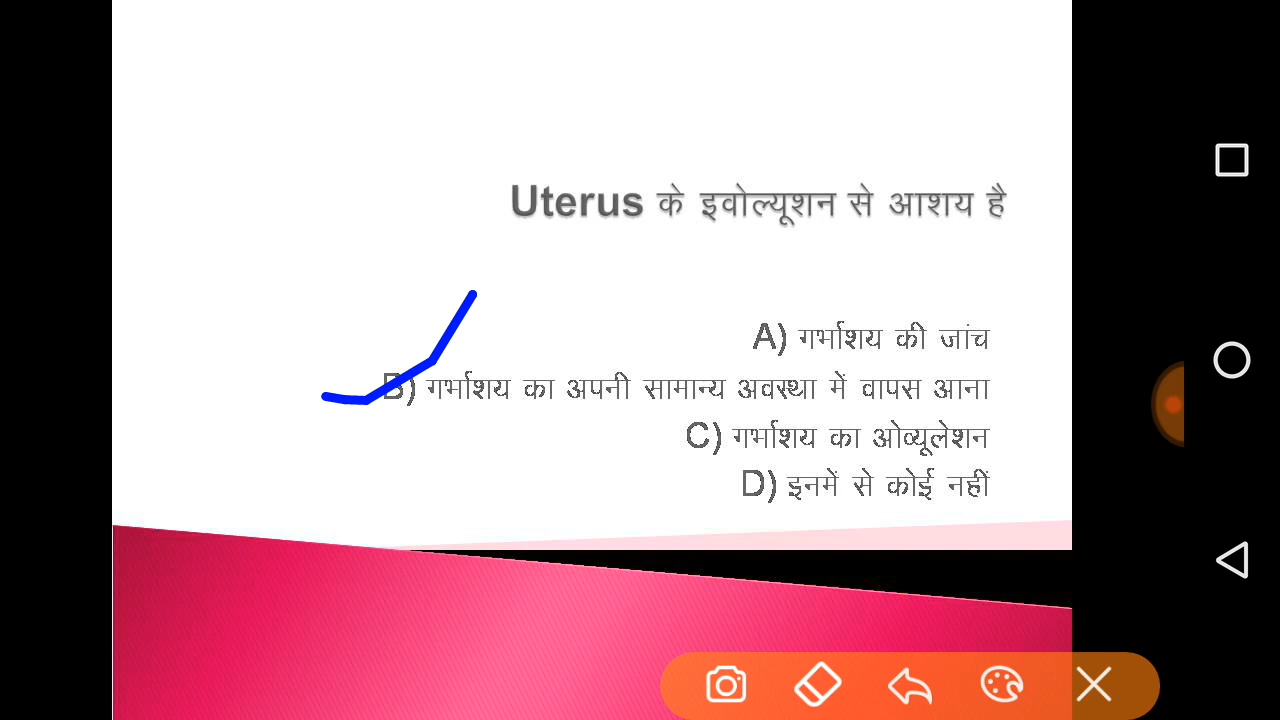 Uterus के इवोल्यूशन से आशय है
A) गर्भाशय की जांच
B) गर्भाशय का अपनी सामान्य अवस्था में वापस आना
C) गर्भाशय का ओव्यूलेशन
D) इनमें से कोई नहीं